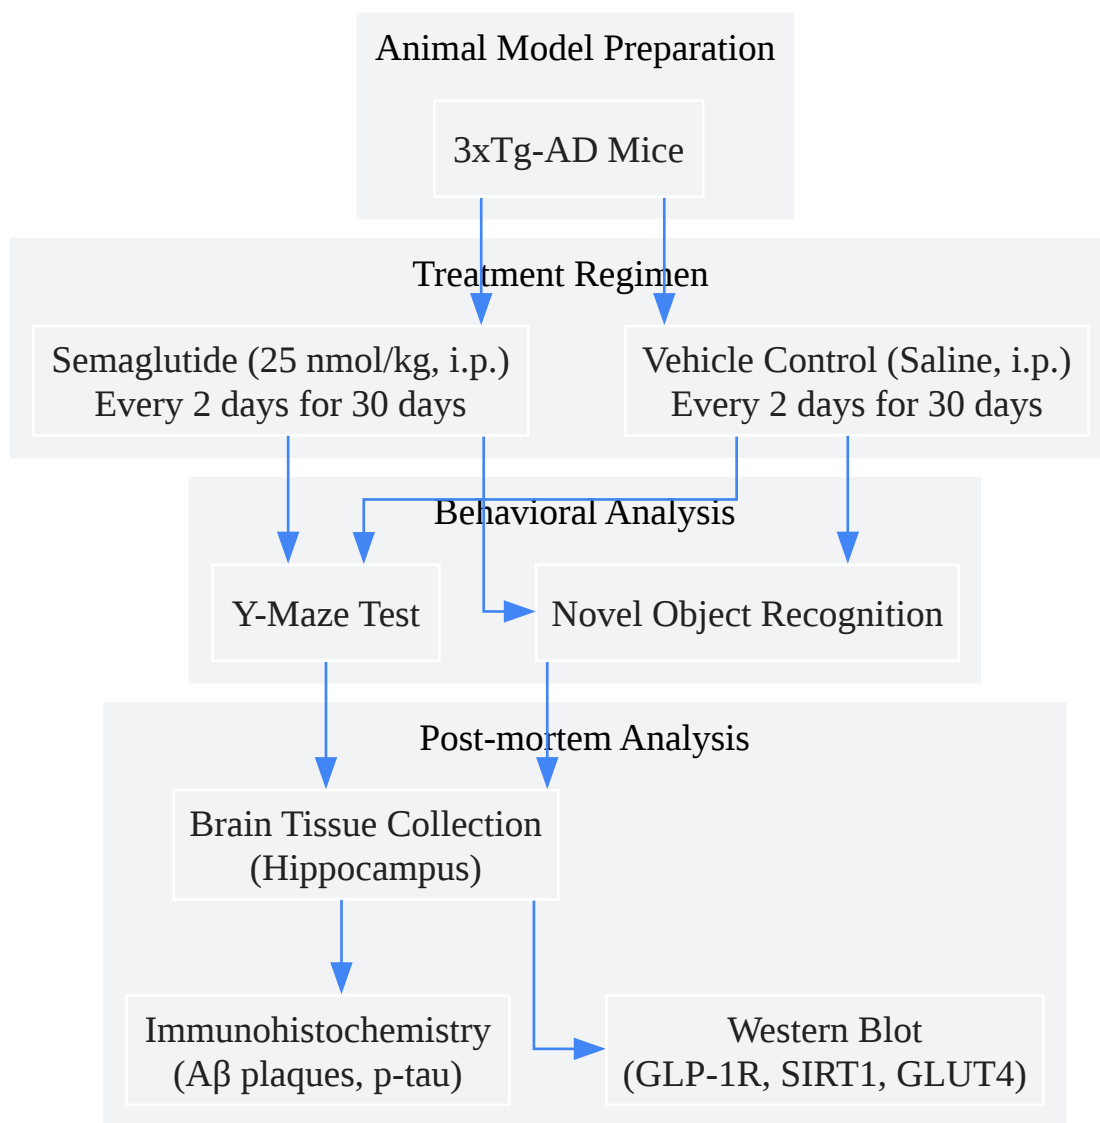 Animal Model Preparation
3xTg-AD Mice
Treatment Regimen
Semaglutide (25 nmol/kg, i.p.)
Every 2 days for 30 days
Vehicle Control (Saline, i.p.)
Every 2 days for 30 days
Behavioral Analysis
Y-Maze Test
Novel Object Recognition
Post-mortem Analysis
Brain Tissue Collection
(Hippocampus)
Immunohistochemistry
(Aβ plaques, p-tau)
Western Blot
(GLP-1R, SIRT1, GLUT4)